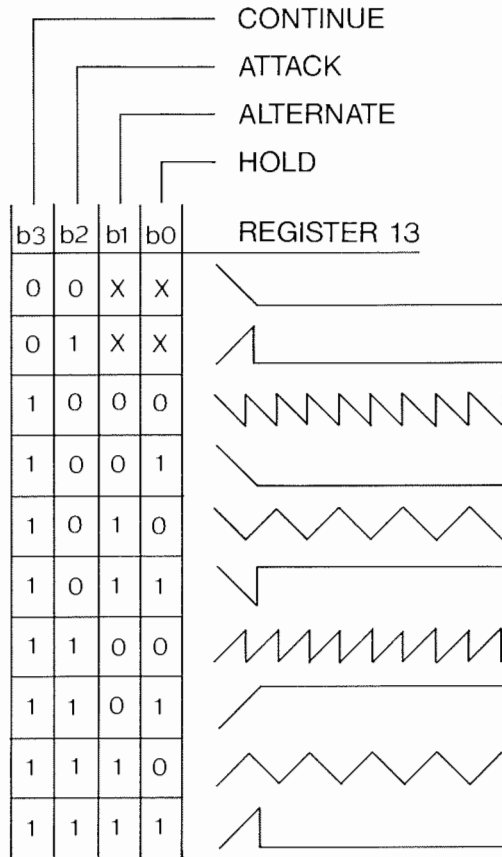 CONTINUE
ATTACK
ALTERNATE
HOLD
b3 b2 b1 b0 REGISTER 13
0 0 X X
0 1 X X
1 0 0 0
1 0 0 1
1 0 1 0
1 0 1 1
1 1 0 0
1 1 0 1
1 1 1 0
1 1 1 1